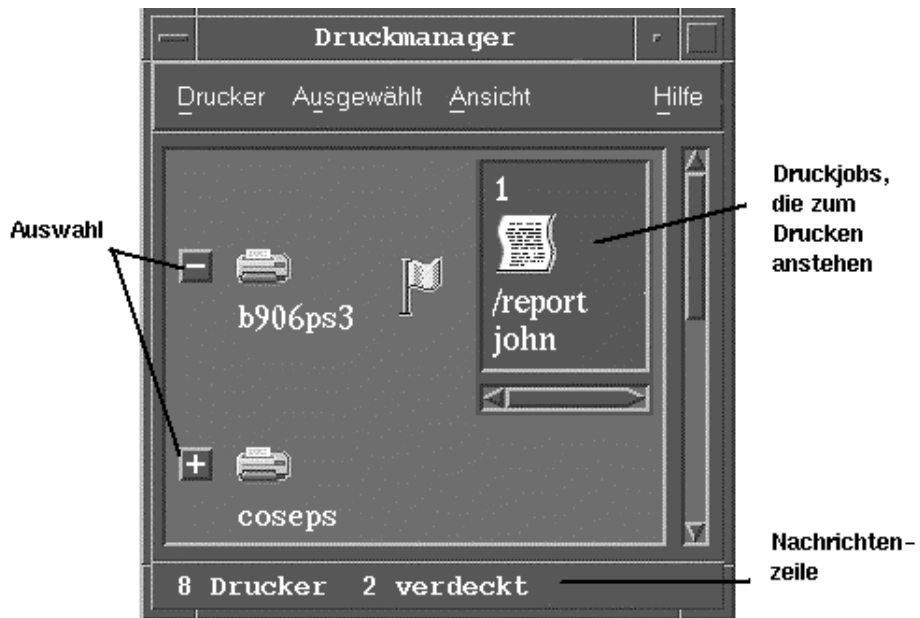 Druckmanager
Drucker Ausgewählt Ansicht Hilfe
Auswahl
b906ps3
1
/report
john
Druckjobs,
die zum
Drucken
anstehen
coseps
8 Drucker 2 verdeckt
Nachrichten-
zeile